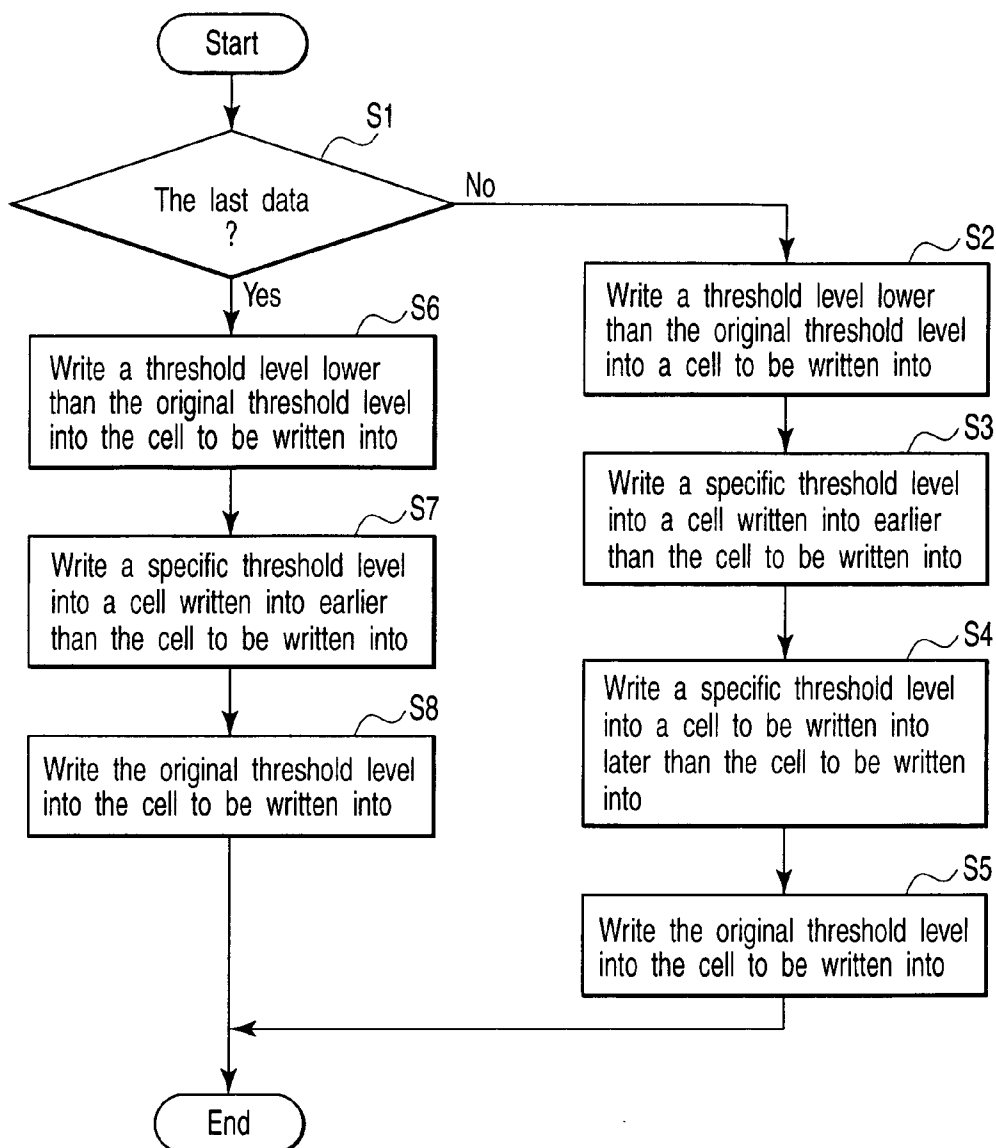 Start
S1
The last data
?
No
Yes
S2
Write a threshold level lower
than the original threshold level
into a cell to be written into
S3
Write a specific threshold level
into a cell written into earlier
than the cell to be written into
S4
Write a specific threshold level
into a cell to be written into
later than the cell to be written
into
S5
Write the original threshold level
into the cell to be written into
S6
Write a threshold level lower
than the original threshold level
into the cell to be written into
S7
Write a specific threshold level
into a cell written into earlier
than the cell to be written into
S8
Write the original threshold level
into the cell to be written into
End